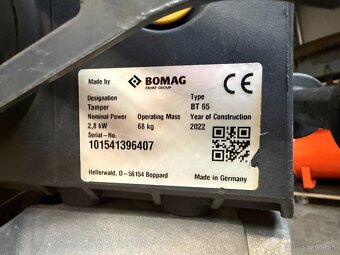 Made by BOMAG CE
FAYAT GROUP
Designation Type
Tamper BT 65
Nominal Power Operating Mass Year of Construction
2,8 kW 68 kg 2022
Serial-No.
101541396407
Hellerwald, D - 56154 Boppard Made in Germany